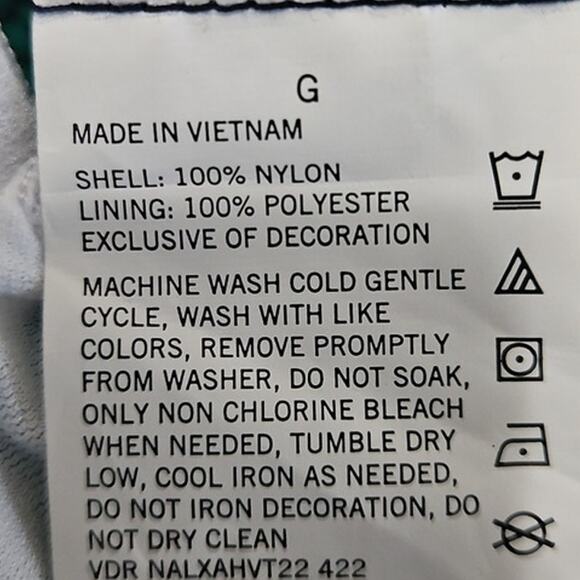 G
MADE IN VIETNAM
SHELL: 100% NYLON
LINING: 100% POLYESTER
EXCLUSIVE OF DECORATION
MACHINE WASH COLD GENTLE
CYCLE, WASH WITH LIKE
COLORS, REMOVE PROMPTLY
FROM WASHER, DO NOT SOAK,
ONLY NON CHLORINE BLEACH
WHEN NEEDED, TUMBLE DRY
LOW, COOL IRON AS NEEDED,
DO NOT IRON DECORATION, DO
NOT DRY CLEAN
VDR NALXAHVT22 422